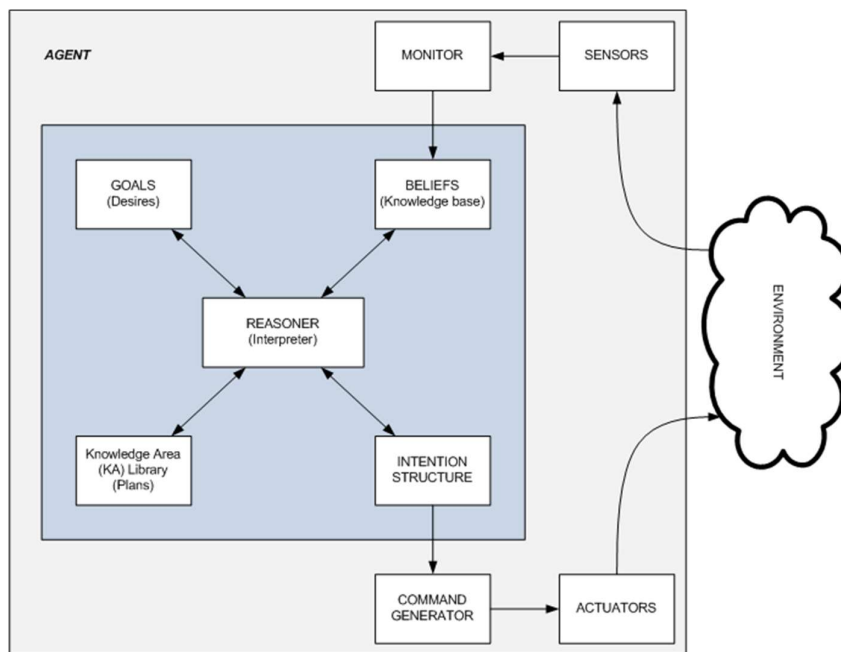 AGENT
MONITOR
SENSORS
GOALS
(Desires)
BELIEFS
(Knowledge base)
REASONER
(Interpreter)
ENVIRONMENT
Knowledge Area
(KA) Library
(Plans)
INTENTION
STRUCTURE
COMMAND
GENERATOR
ACTUATORS